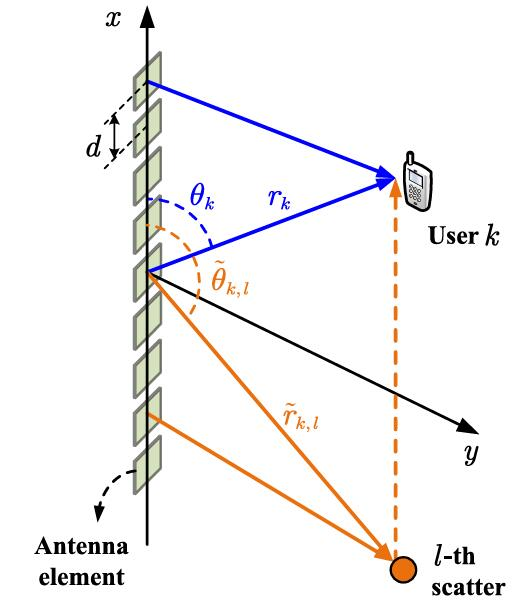 x
d
θ_k
r_k
User k
θ̃_{k,l}
r̃_{k,l}
y
Antenna
element
l-th
scatter